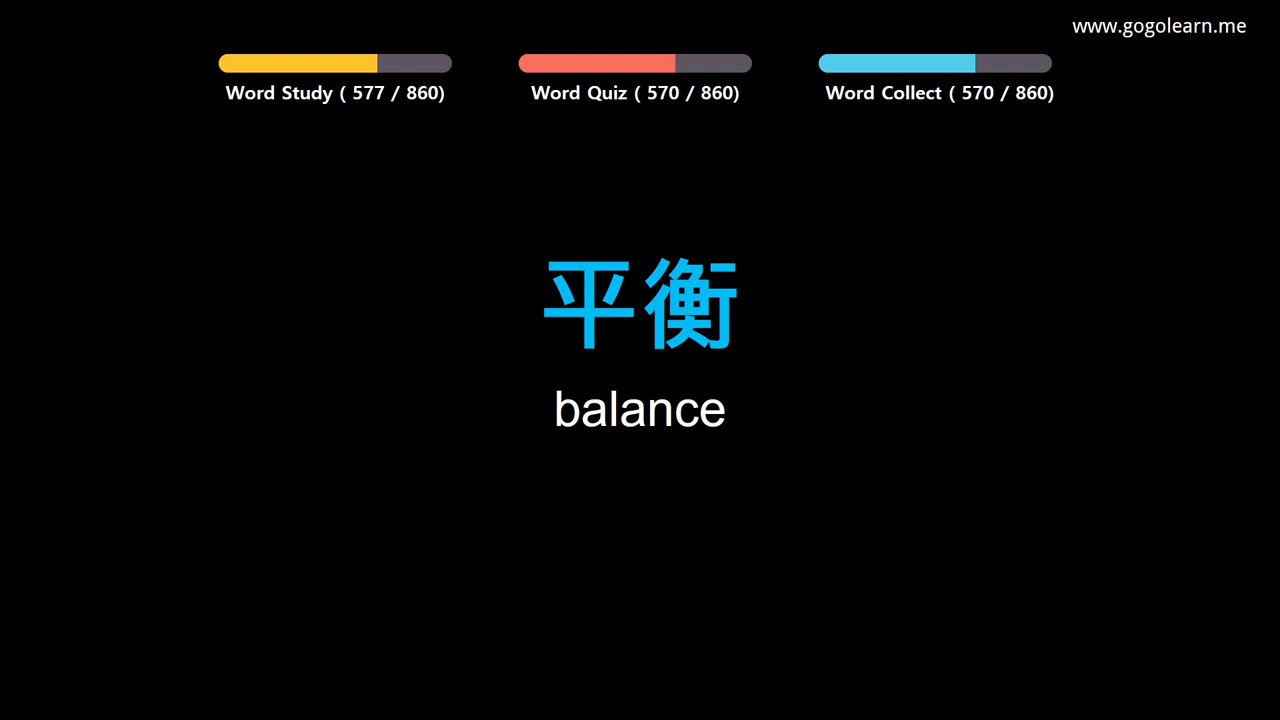 www.gogolearn.me
Word Study ( 577 / 860)
Word Quiz ( 570 / 860)
Word Collect ( 570 / 860)
平衡
balance